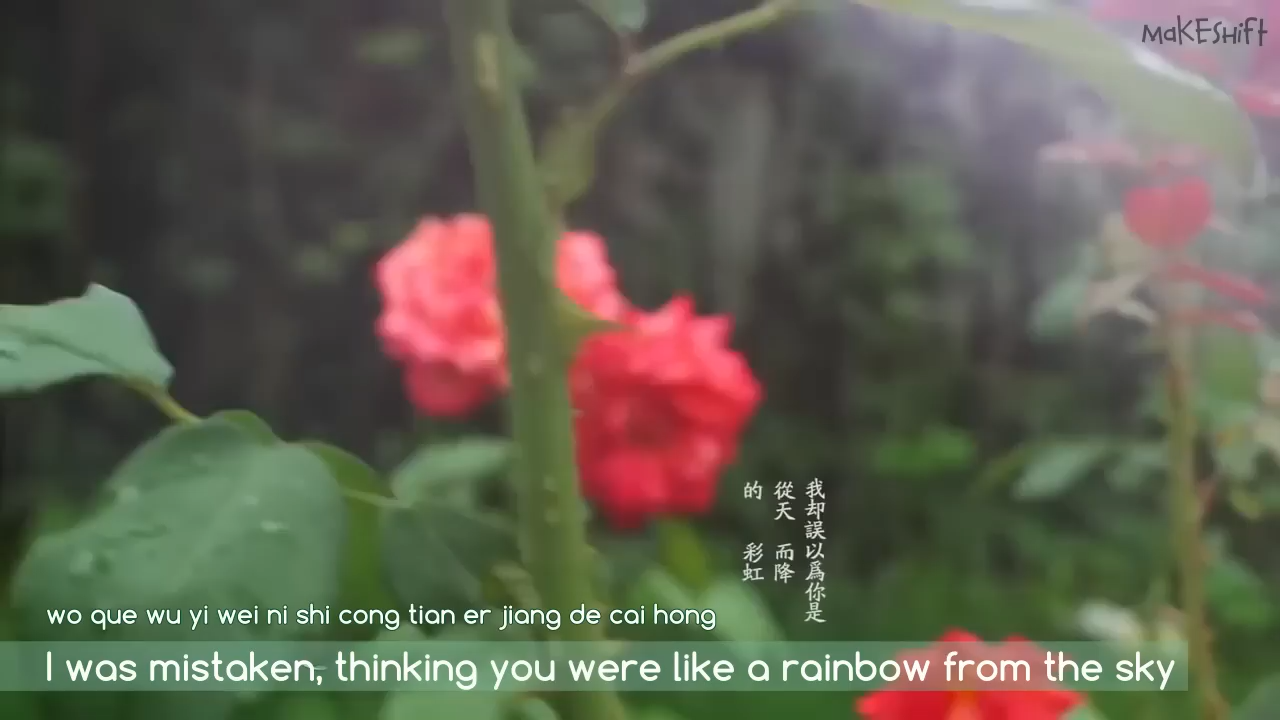 MaKESHift
我却誤以為你是
從天 而降
的 彩虹
wo que wu yi wei ni shi cong tian er jiang de cai hong
I was mistaken, thinking you were like a rainbow from the sky